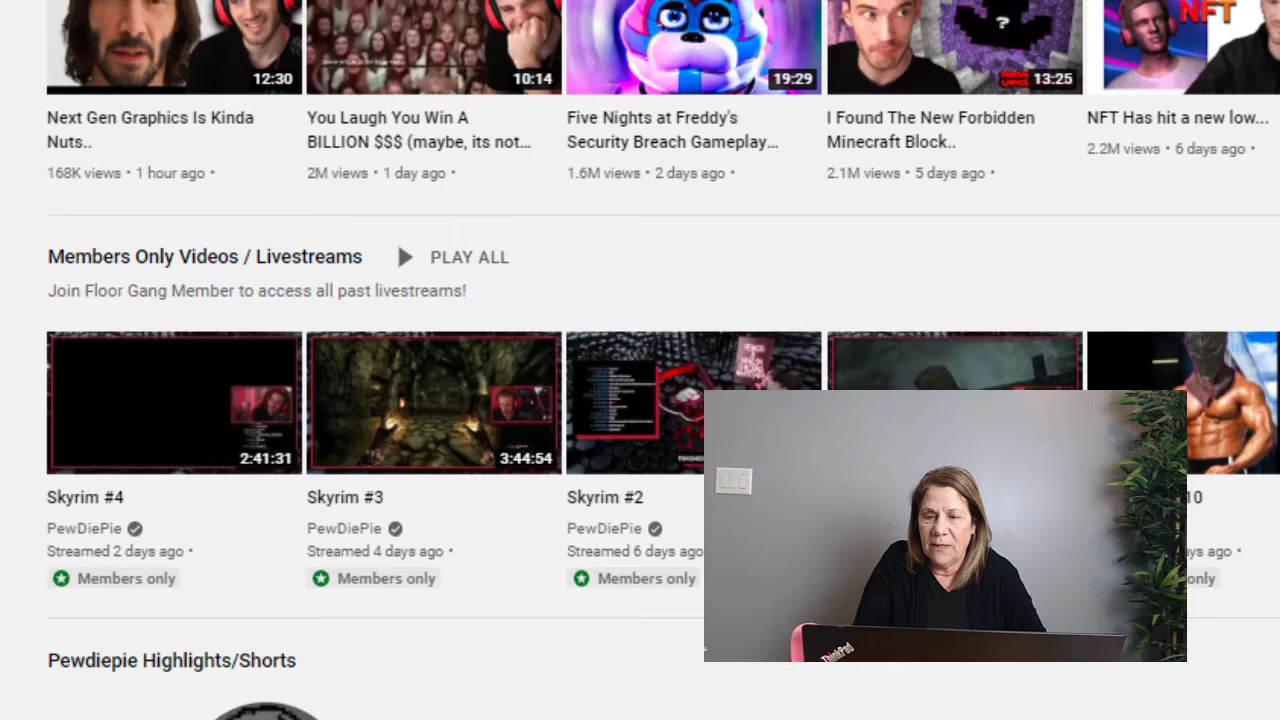 NFT
?
12:30
10:14
19:29
13:25
Next Gen Graphics Is Kinda
Nuts..
You Laugh You Win A
BILLION $$$ (maybe, its not...
Five Nights at Freddy's
Security Breach Gameplay...
I Found The New Forbidden
Minecraft Block..
NFT Has hit a new low...
168K views • 1 hour ago •
2M views • 1 day ago •
1.6M views • 2 days ago •
2.1M views • 5 days ago •
2.2M views • 6 days ago •
Members Only Videos / Livestreams
PLAY ALL
Join Floor Gang Member to access all past livestreams!
2:41:31
3:44:54
Skyrim #4
Skyrim #3
Skyrim #2
10
PewDiePie
PewDiePie
PewDiePie
Streamed 2 days ago •
Streamed 4 days ago •
Streamed 6 days ago
ago •
Members only
Members only
Members only
only
ThinkPad
Pewdiepie Highlights/Shorts